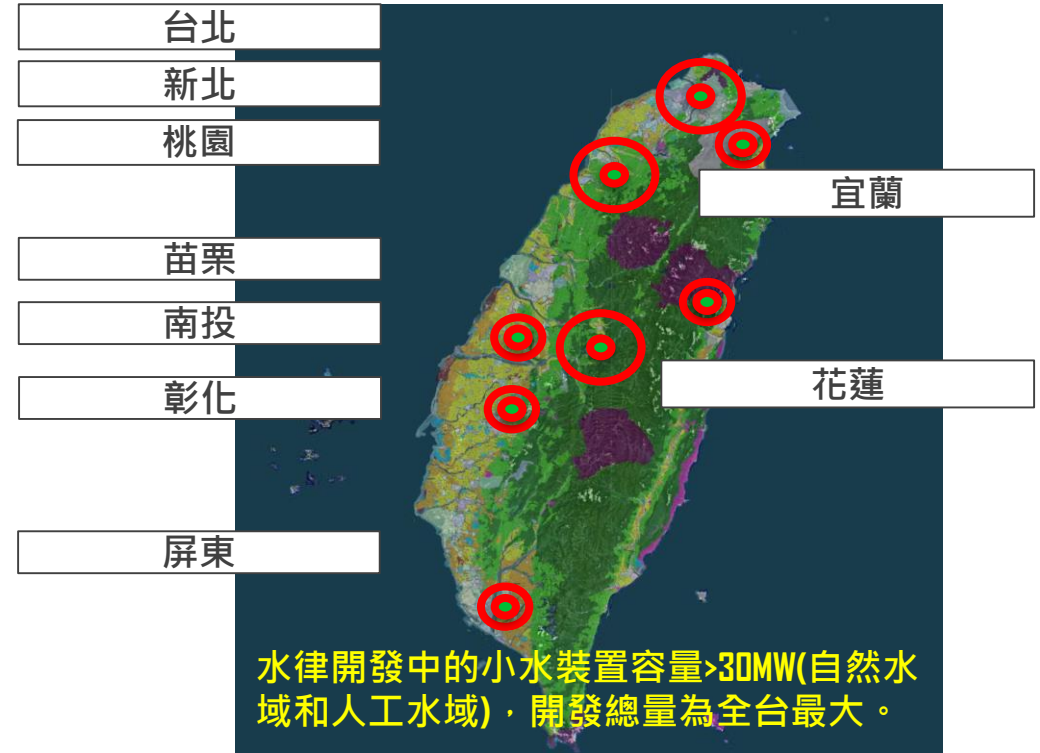 台北
新北
桃園
宜蘭
苗栗
南投
花蓮
彰化
屏東
水律開發中的小水裝置容量>30MW(自然水
域和人工水域)，開發總量為全台最大。